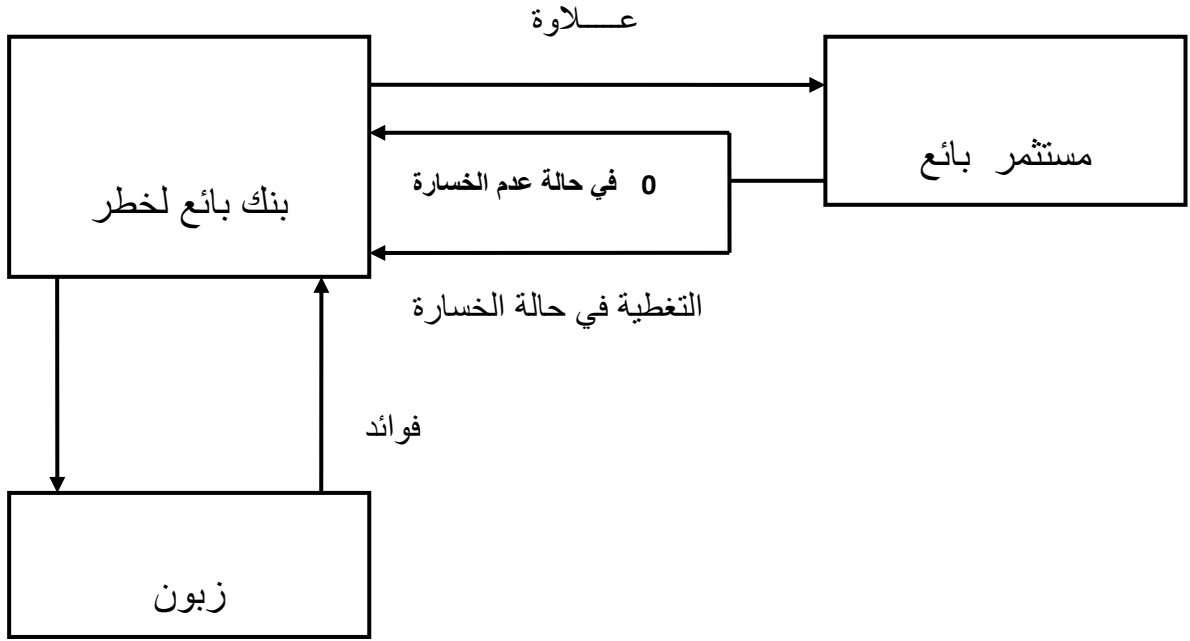 عـــلاوة
مستثمر بائع
بنك بائع لخطر
0 في حالة عدم الخسارة
التغطية في حالة الخسارة
فوائد
زبون